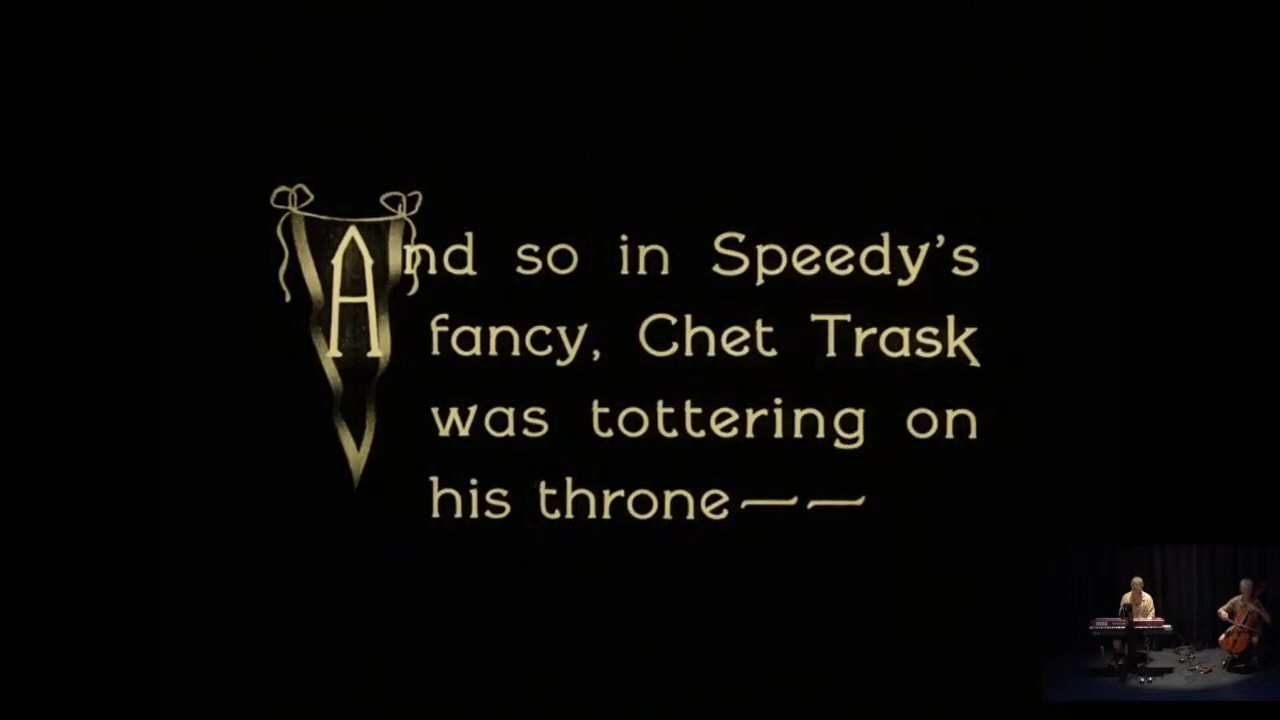 And so in Speedy's
fancy, Chet Trask
was tottering on
his throne——